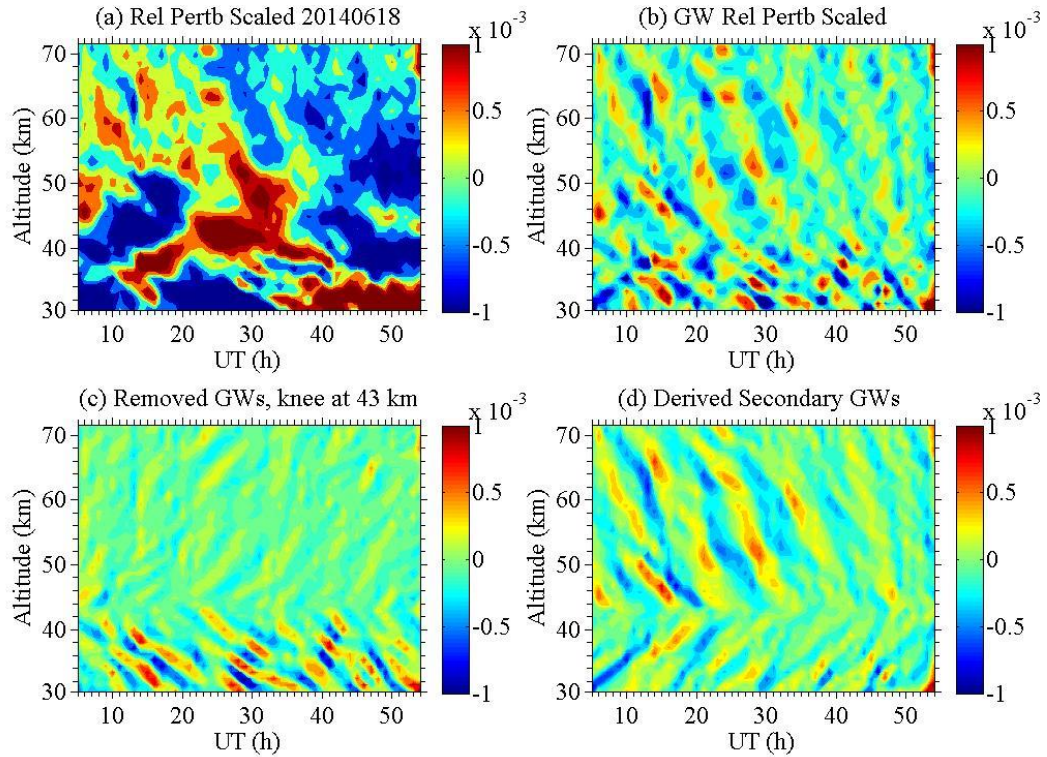 (a) Rel Pertb Scaled 20140618
x 10⁻³
Altitude (km)
70
60
50
40
30
10 20 30 40 50
UT (h)
1
0.5
0
-0.5
-1
(b) GW Rel Pertb Scaled
x 10⁻³
Altitude (km)
70
60
50
40
30
10 20 30 40 50
UT (h)
1
0.5
0
-0.5
-1
(c) Removed GWs, knee at 43 km
x 10⁻³
Altitude (km)
70
60
50
40
30
10 20 30 40 50
UT (h)
1
0.5
0
-0.5
-1
(d) Derived Secondary GWs
x 10⁻³
Altitude (km)
70
60
50
40
30
10 20 30 40 50
UT (h)
1
0.5
0
-0.5
-1